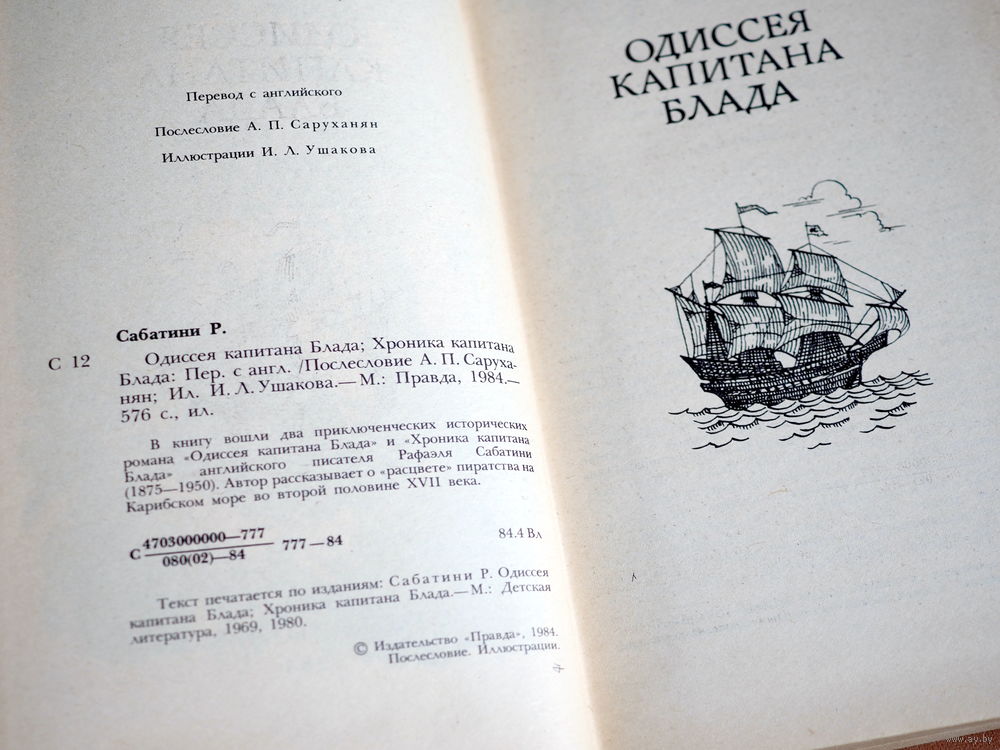 Перевод с английского
Послесловие А. П. Саруханян
Иллюстрации И. Л. Ушакова
Сабатини Р.
С 12
Одиссея капитана Блада; Хроника капитана
Блада: Пер. с англ. /Послесловие А. П. Саруха-
нян; Ил. И. Л. Ушакова.— М.: Правда, 1984.—
576 с., ил.
В книгу вошли два приключенческих исторических
романа «Одиссея капитана Блада» и «Хроника капитана
Блада» английского писателя Рафаэля Сабатини
(1875—1950). Автор рассказывает о «расцвете» пиратства на
Карибском море во второй половине XVII века.
С 4703000000—777
080(02)—84
777—84
84.4 Вл
Текст печатается по изданиям: Сабатини Р. Одиссея
капитана Блада; Хроника капитана Блада.— М.: Детская
литература, 1969, 1980.
© Издательство «Правда», 1984.
Послесловие. Иллюстрации.
ОДИССЕЯ
КАПИТАНА
БЛАДА
www.ay.by